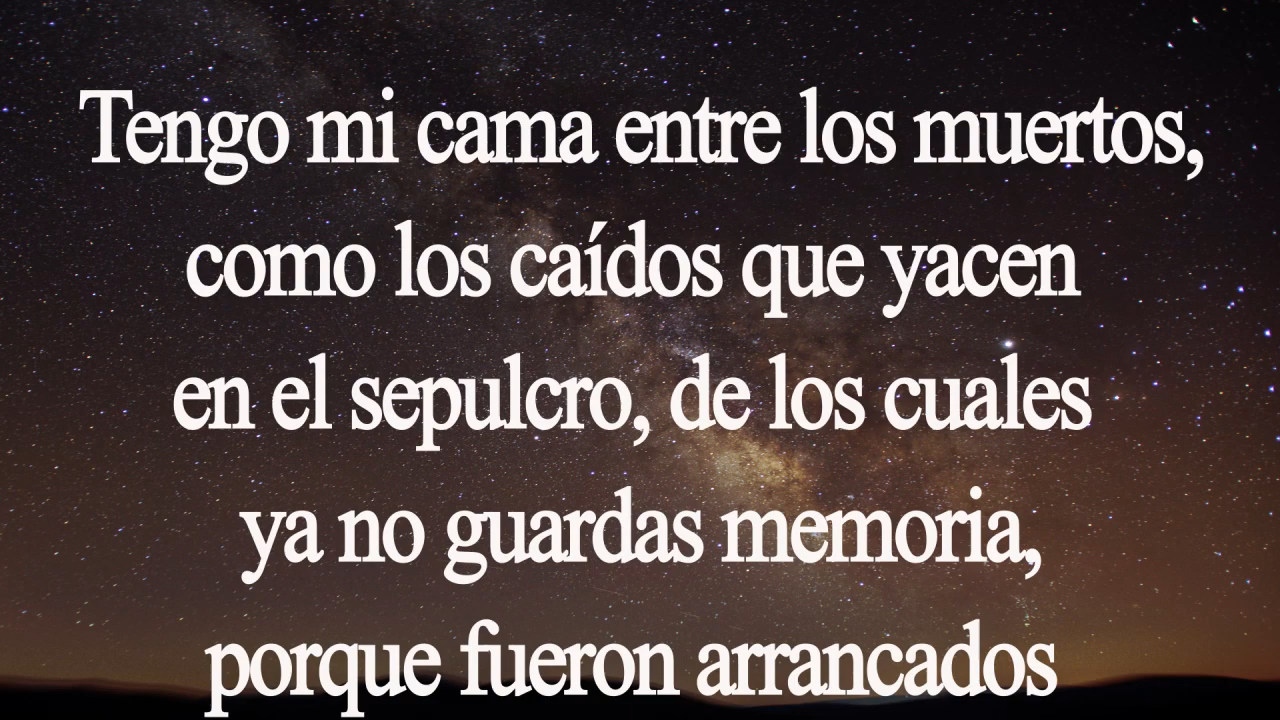 Tengo mi cama entre los muertos,
como los caídos que yacen
en el sepulcro, de los cuales
ya no guardas memoria,
porque fueron arrancados